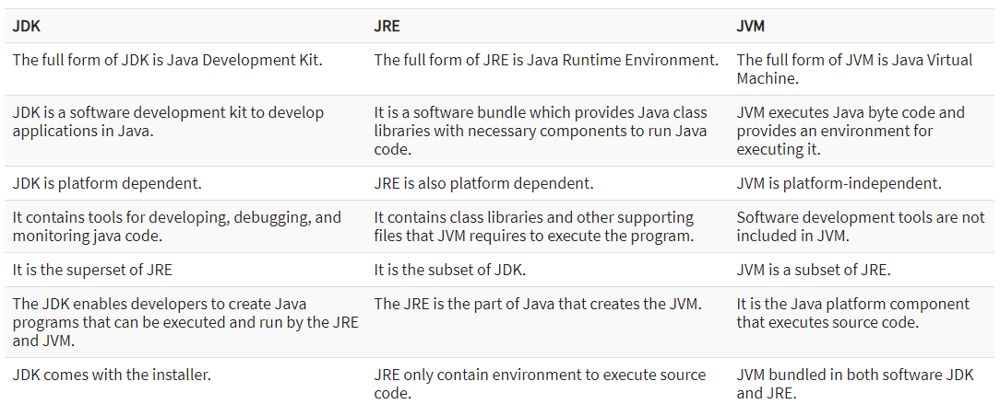 JDK
JRE
JVM
The full form of JDK is Java Development Kit.
The full form of JRE is Java Runtime Environment.
The full form of JVM is Java Virtual
Machine.
JDK is a software development kit to develop
applications in Java.
It is a software bundle which provides Java class
libraries with necessary components to run Java
code.
JVM executes Java byte code and
provides an environment for
executing it.
JDK is platform dependent.
JRE is also platform dependent.
JVM is platform-independent.
It contains tools for developing, debugging, and
monitoring java code.
It contains class libraries and other supporting
files that JVM requires to execute the program.
Software development tools are not
included in JVM.
It is the superset of JRE
It is the subset of JDK.
JVM is a subset of JRE.
The JDK enables developers to create Java
programs that can be executed and run by the JRE
and JVM.
The JRE is the part of Java that creates the JVM.
It is the Java platform component
that executes source code.
JDK comes with the installer.
JRE only contain environment to execute source
code.
JVM bundled in both software JDK
and JRE.